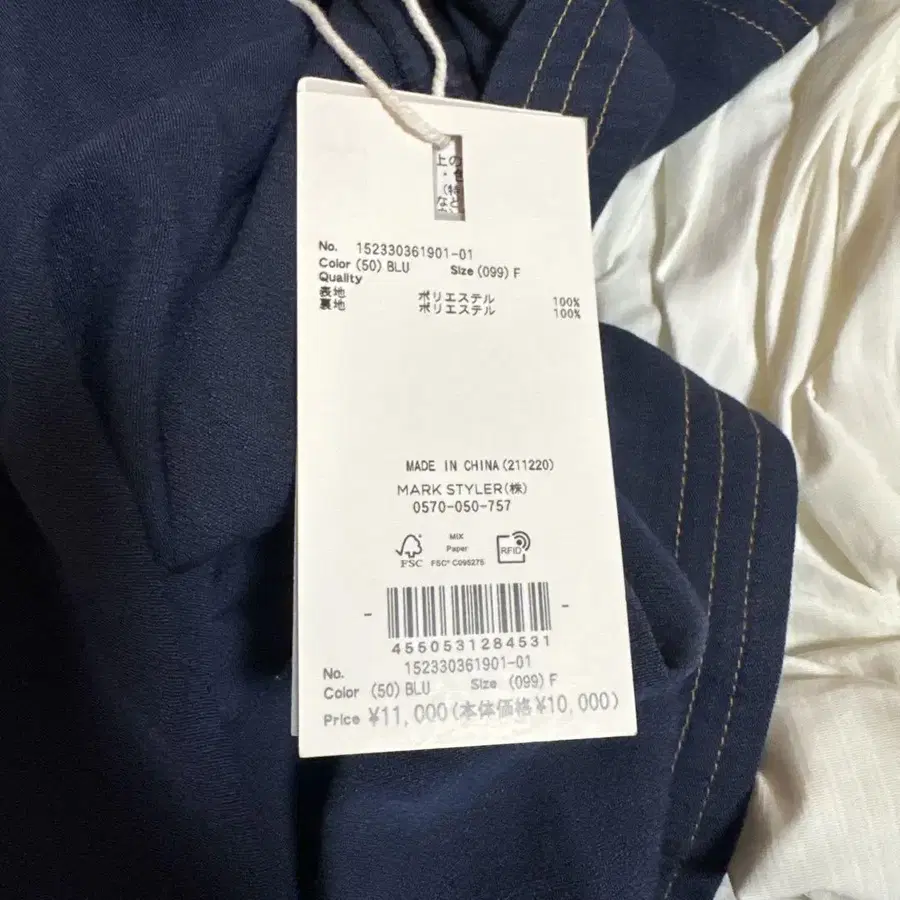 上の
・色
(特
など
No. 152330361901-01
Color (50) BLU Size (099) F
Quality
表地 ポリエステル 100%
裏地 ポリエステル 100%
MADE IN CHINA(211220)
MARK STYLER(株)
0570-050-757
MIX
Paper
FSC FSC® C095275
RFID
4550531284531
No. 152330361901-01
Color (50) BLU Size (099) F
Price ¥11,000(本体価格¥10,000)